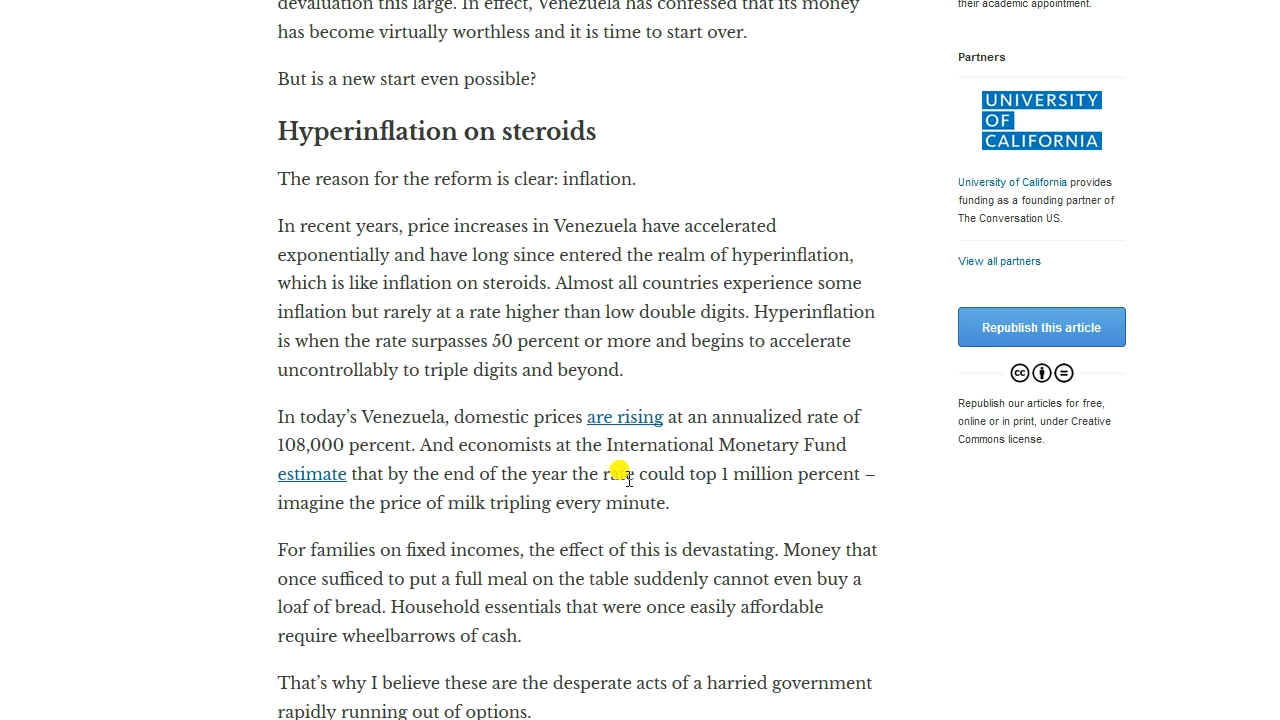 devaluation this large. In effect, Venezuela has confessed that its money
has become virtually worthless and it is time to start over.
But is a new start even possible?
Hyperinflation on steroids
The reason for the reform is clear: inflation.
In recent years, price increases in Venezuela have accelerated
exponentially and have long since entered the realm of hyperinflation,
which is like inflation on steroids. Almost all countries experience some
inflation but rarely at a rate higher than low double digits. Hyperinflation
is when the rate surpasses 50 percent or more and begins to accelerate
uncontrollably to triple digits and beyond.
In today’s Venezuela, domestic prices are rising at an annualized rate of
108,000 percent. And economists at the International Monetary Fund
estimate that by the end of the year the rate could top 1 million percent –
imagine the price of milk tripling every minute.
For families on fixed incomes, the effect of this is devastating. Money that
once sufficed to put a full meal on the table suddenly cannot even buy a
loaf of bread. Household essentials that were once easily affordable
require wheelbarrows of cash.
That’s why I believe these are the desperate acts of a harried government
rapidly running out of options.
their academic appointment.
Partners
UNIVERSITY
OF
CALIFORNIA
University of California provides
funding as a founding partner of
The Conversation US.
View all partners
Republish this article
cc
Republish our articles for free,
online or in print, under Creative
Commons license.